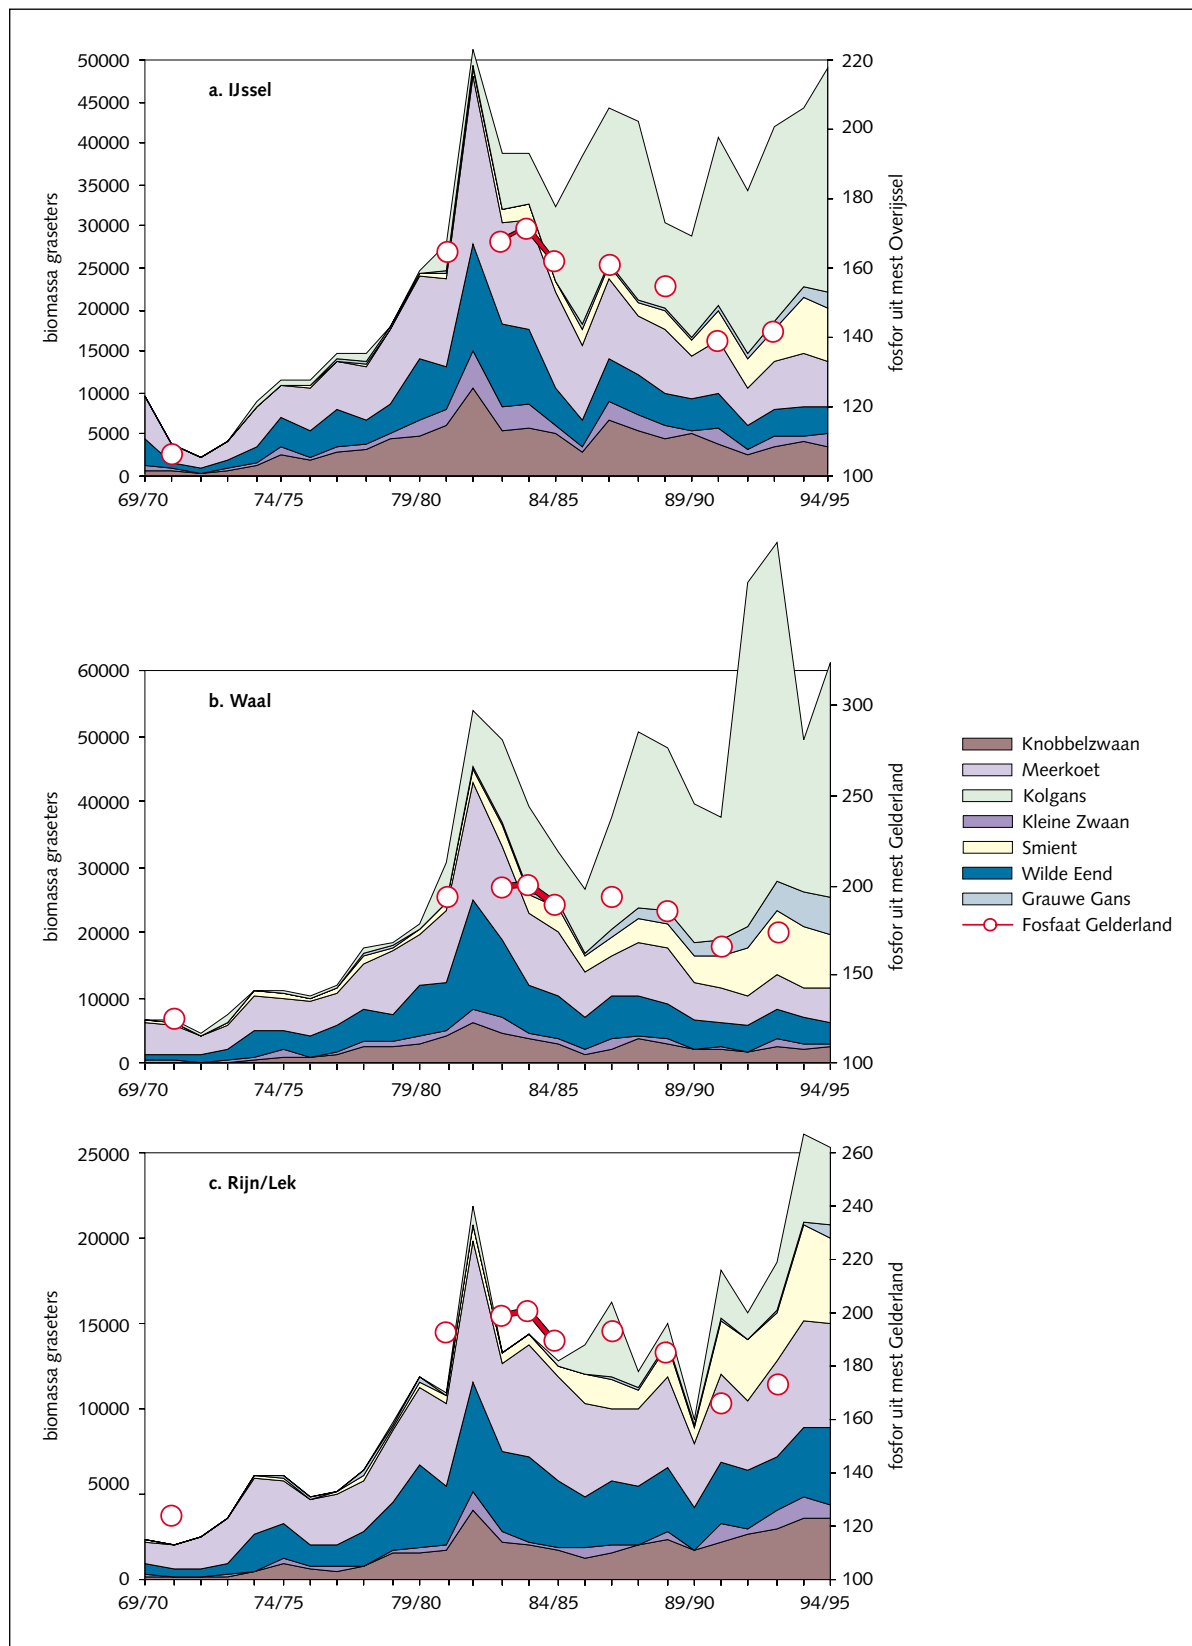 a. IJssel
biomassa graseters
50000
45000
40000
35000
30000
25000
20000
15000
10000
5000
0
69/70 74/75 79/80 84/85 89/90 94/95
220
200
180
160
140
120
100
fosfor uit mest Overijssel
b. Waal
biomassa graseters
60000
50000
40000
30000
20000
10000
0
69/70 74/75 79/80 84/85 89/90 94/95
300
250
200
150
100
fosfor uit mest Gelderland
Knobbelzwaan
Meerkoet
Kolgans
Kleine Zwaan
Smient
Wilde Eend
Grauwe Gans
Fosfaat Gelderland
c. Rijn/Lek
biomassa graseters
25000
20000
15000
10000
5000
0
69/70 74/75 79/80 84/85 89/90 94/95
260
240
220
200
180
160
140
120
100
fosfor uit mest Gelderland